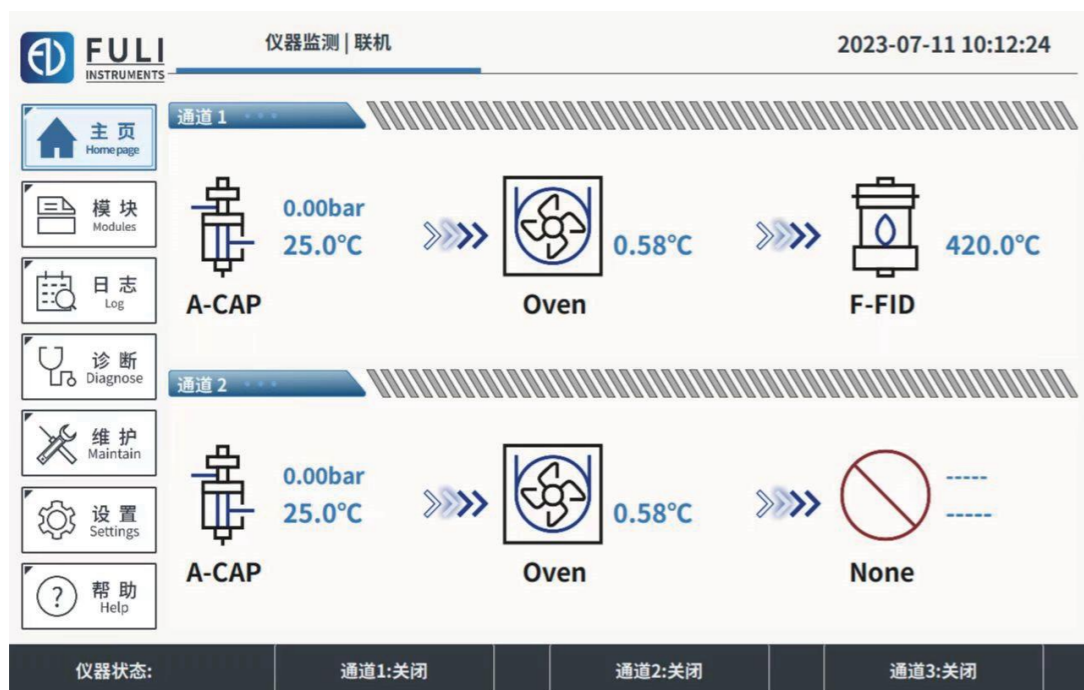 FULI
INSTRUMENTS
仪器监测 | 联机
2023-07-11 10:12:24
主 页
Home page
模 块
Modules
日 志
Log
诊 断
Diagnose
维 护
Maintain
设 置
Settings
帮 助
Help
通道 1
0.00bar
25.0°C
A-CAP
0.58°C
Oven
420.0°C
F-FID
通道 2
0.00bar
25.0°C
A-CAP
0.58°C
Oven
-----
-----
None
仪器状态:
通道1:关闭
通道2:关闭
通道3:关闭